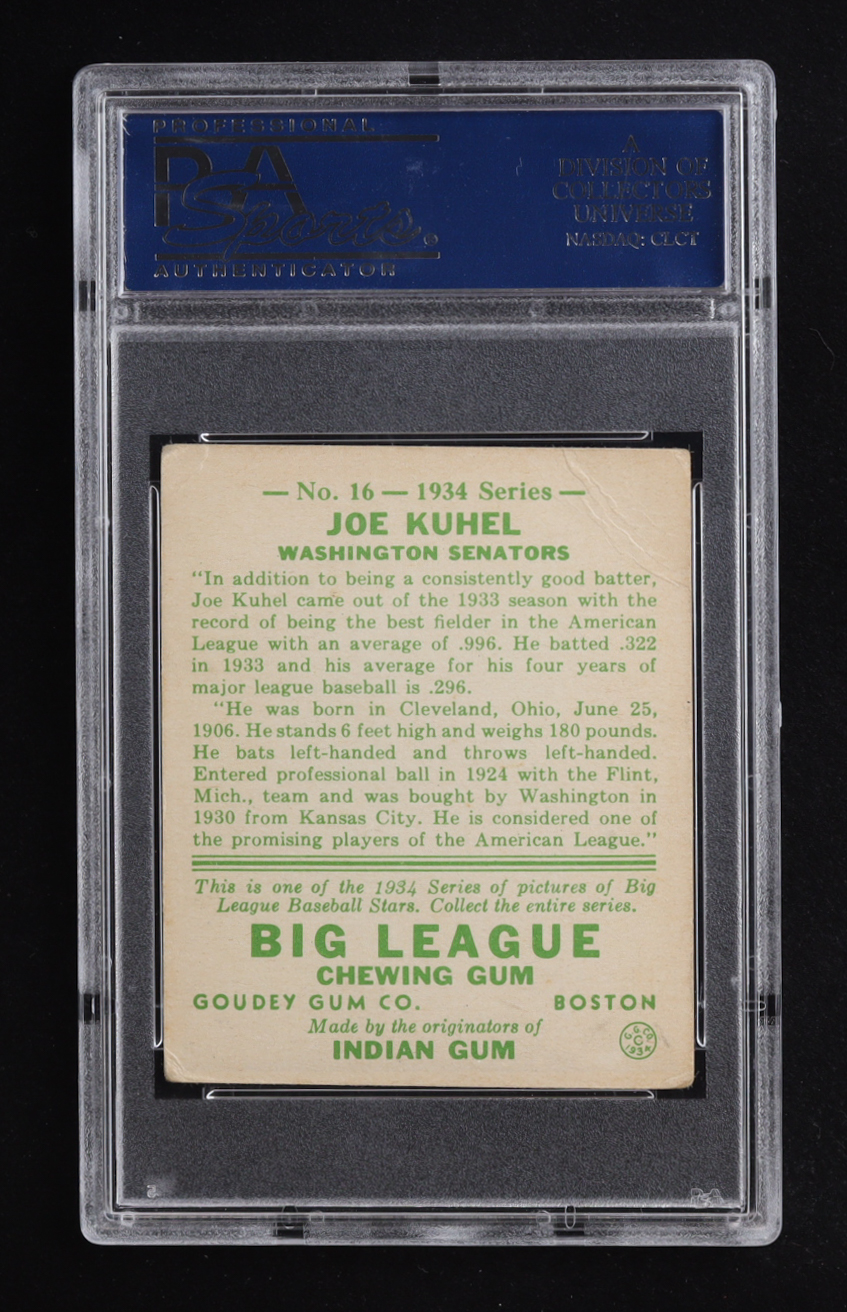 PROFESSIONAL
PSA
Sports®
AUTHENTICATOR
A
DIVISION OF
COLLECTORS
UNIVERSE
NASDAQ: CLCT
— No. 16 — 1934 Series —
JOE KUHEL
WASHINGTON SENATORS
"In addition to being a consistently good batter,
Joe Kuhel came out of the 1933 season with the
record of being the best fielder in the American
League with an average of .996. He batted .322
in 1933 and his average for his four years of
major league baseball is .296.
"He was born in Cleveland, Ohio, June 25,
1906. He stands 6 feet high and weighs 180 pounds.
He bats left-handed and throws left-handed.
Entered professional ball in 1924 with the Flint,
Mich., team and was bought by Washington in
1930 from Kansas City. He is considered one of
the promising players of the American League."
This is one of the 1934 Series of pictures of Big
League Baseball Stars. Collect the entire series.
BIG LEAGUE
CHEWING GUM
GOUDEY GUM CO. BOSTON
Made by the originators of
INDIAN GUM
G.G.CO.
C
1934
PSA